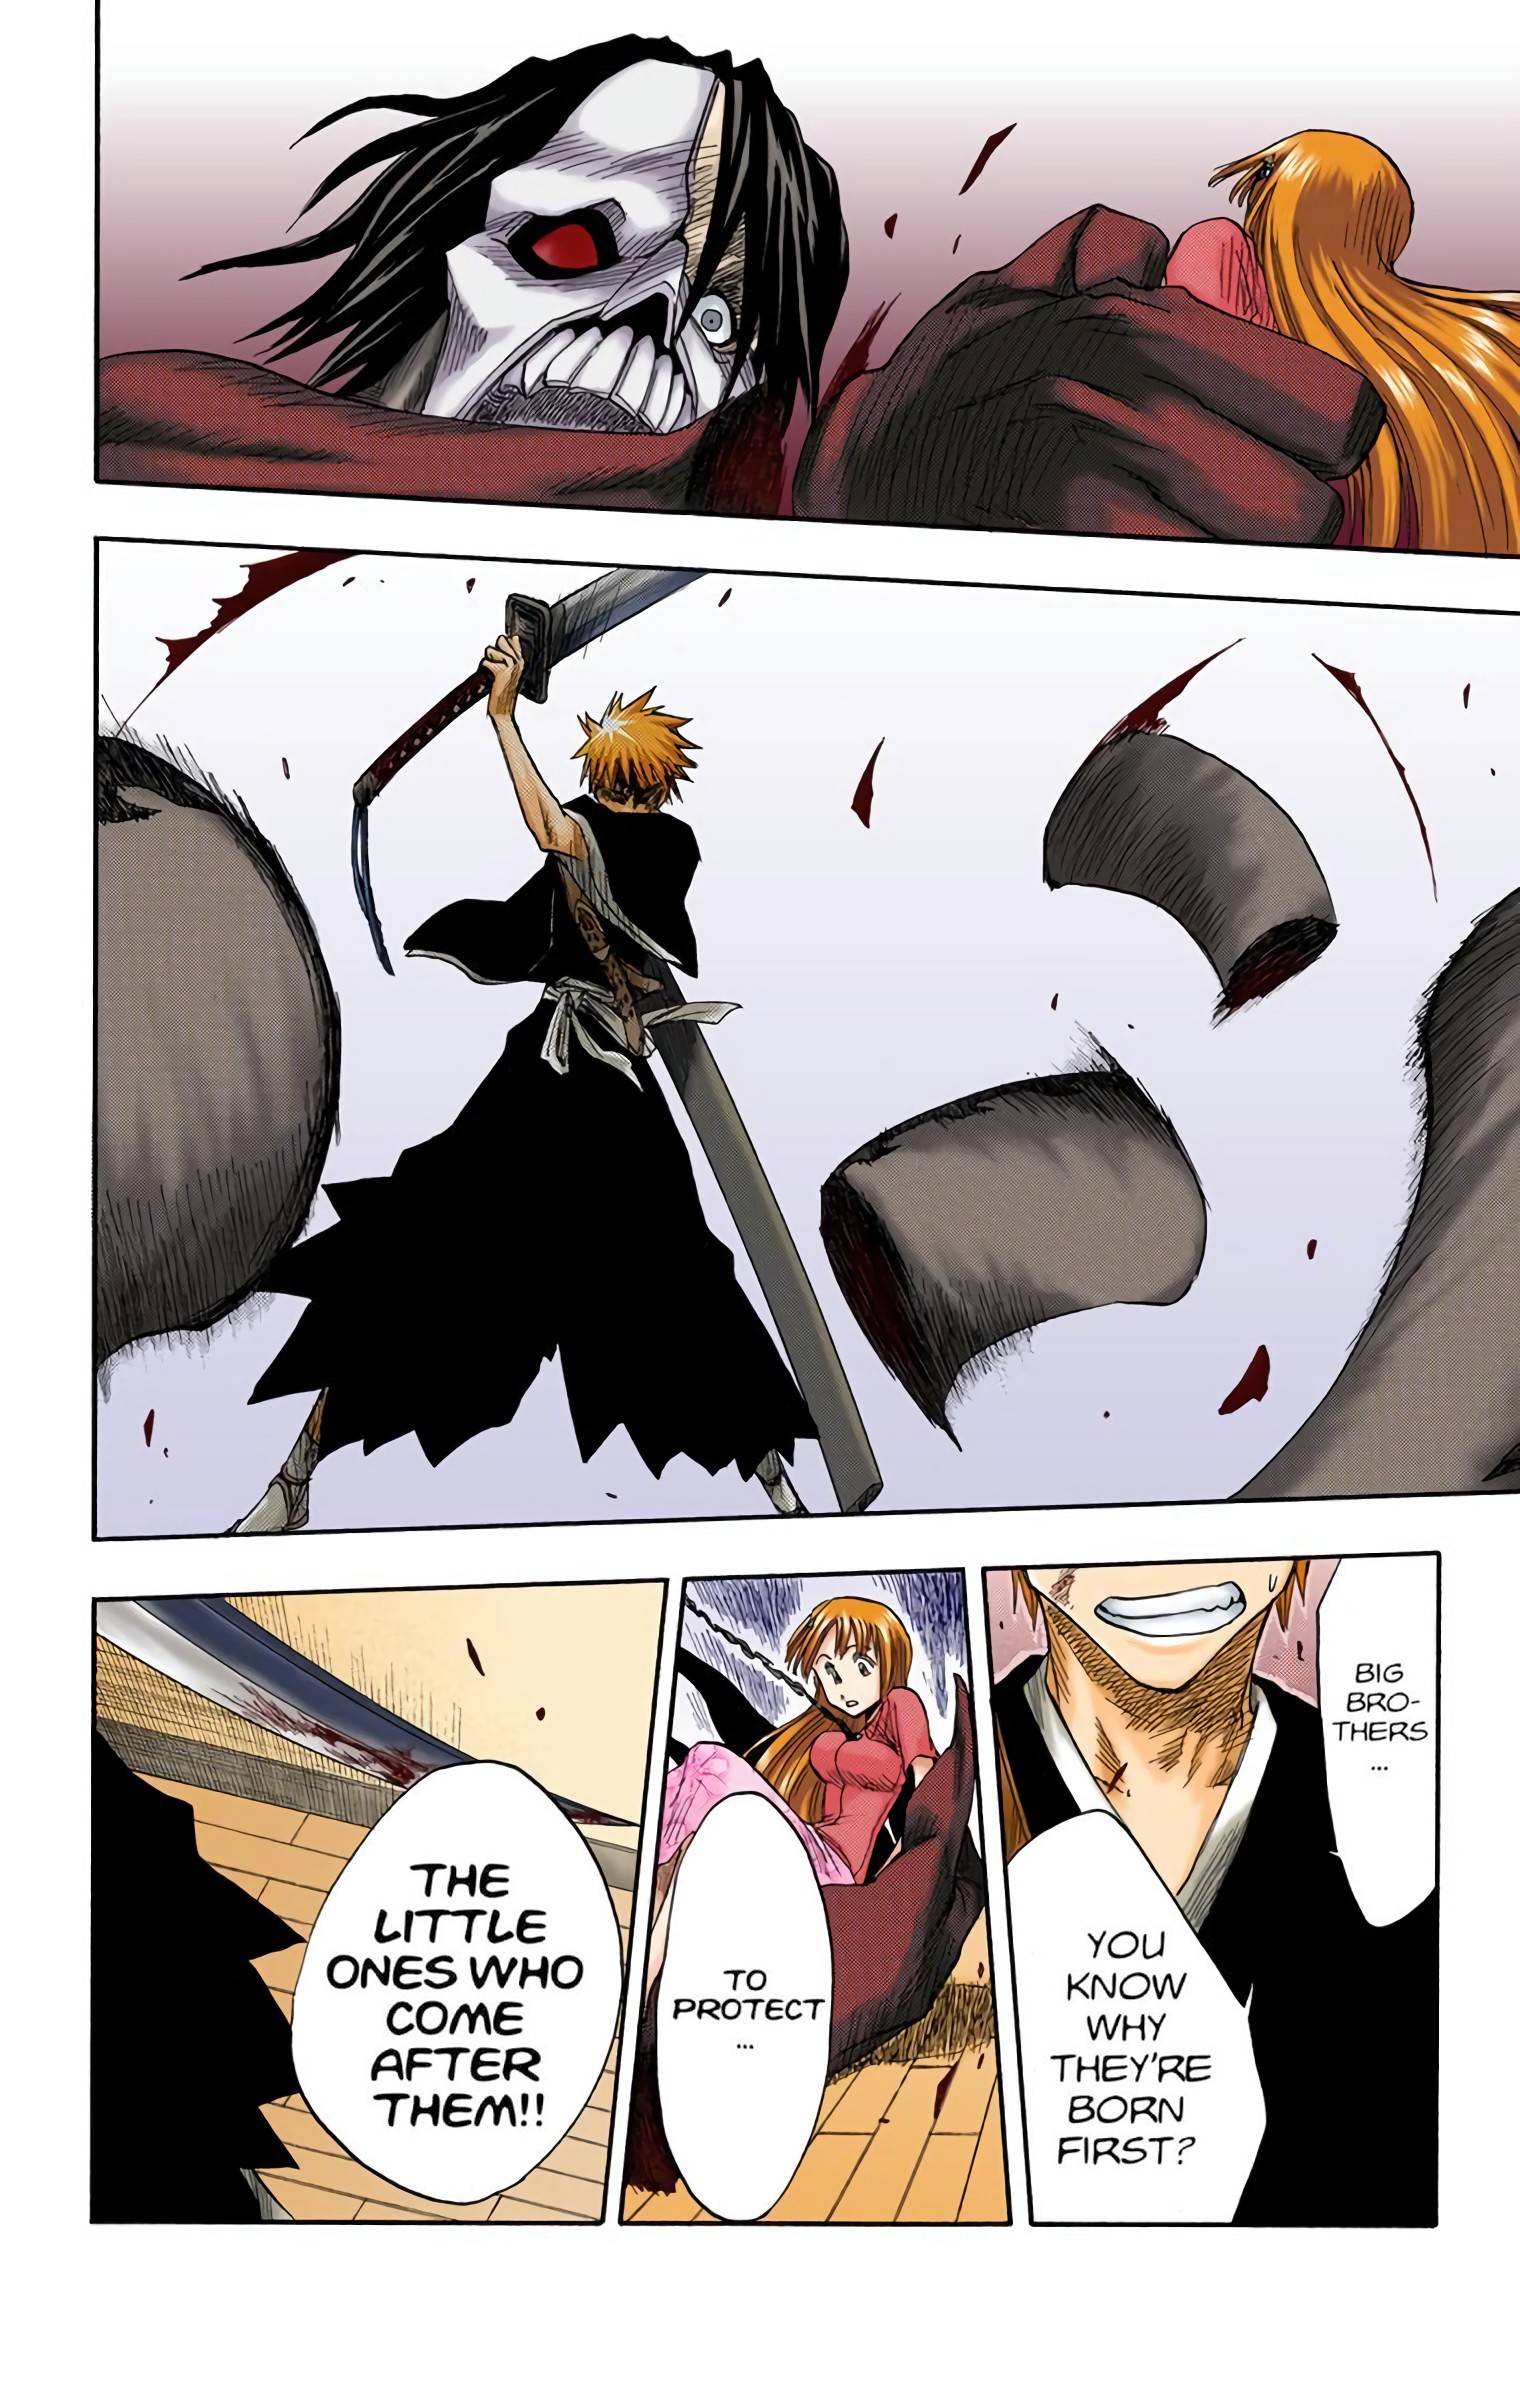 BIG
BRO-
THERS
...
YOU
KNOW
WHY
THEY'RE
BORN
FIRST?
TO
PROTECT
...
THE
LITTLE
ONES WHO
COME
AFTER
THEM!!